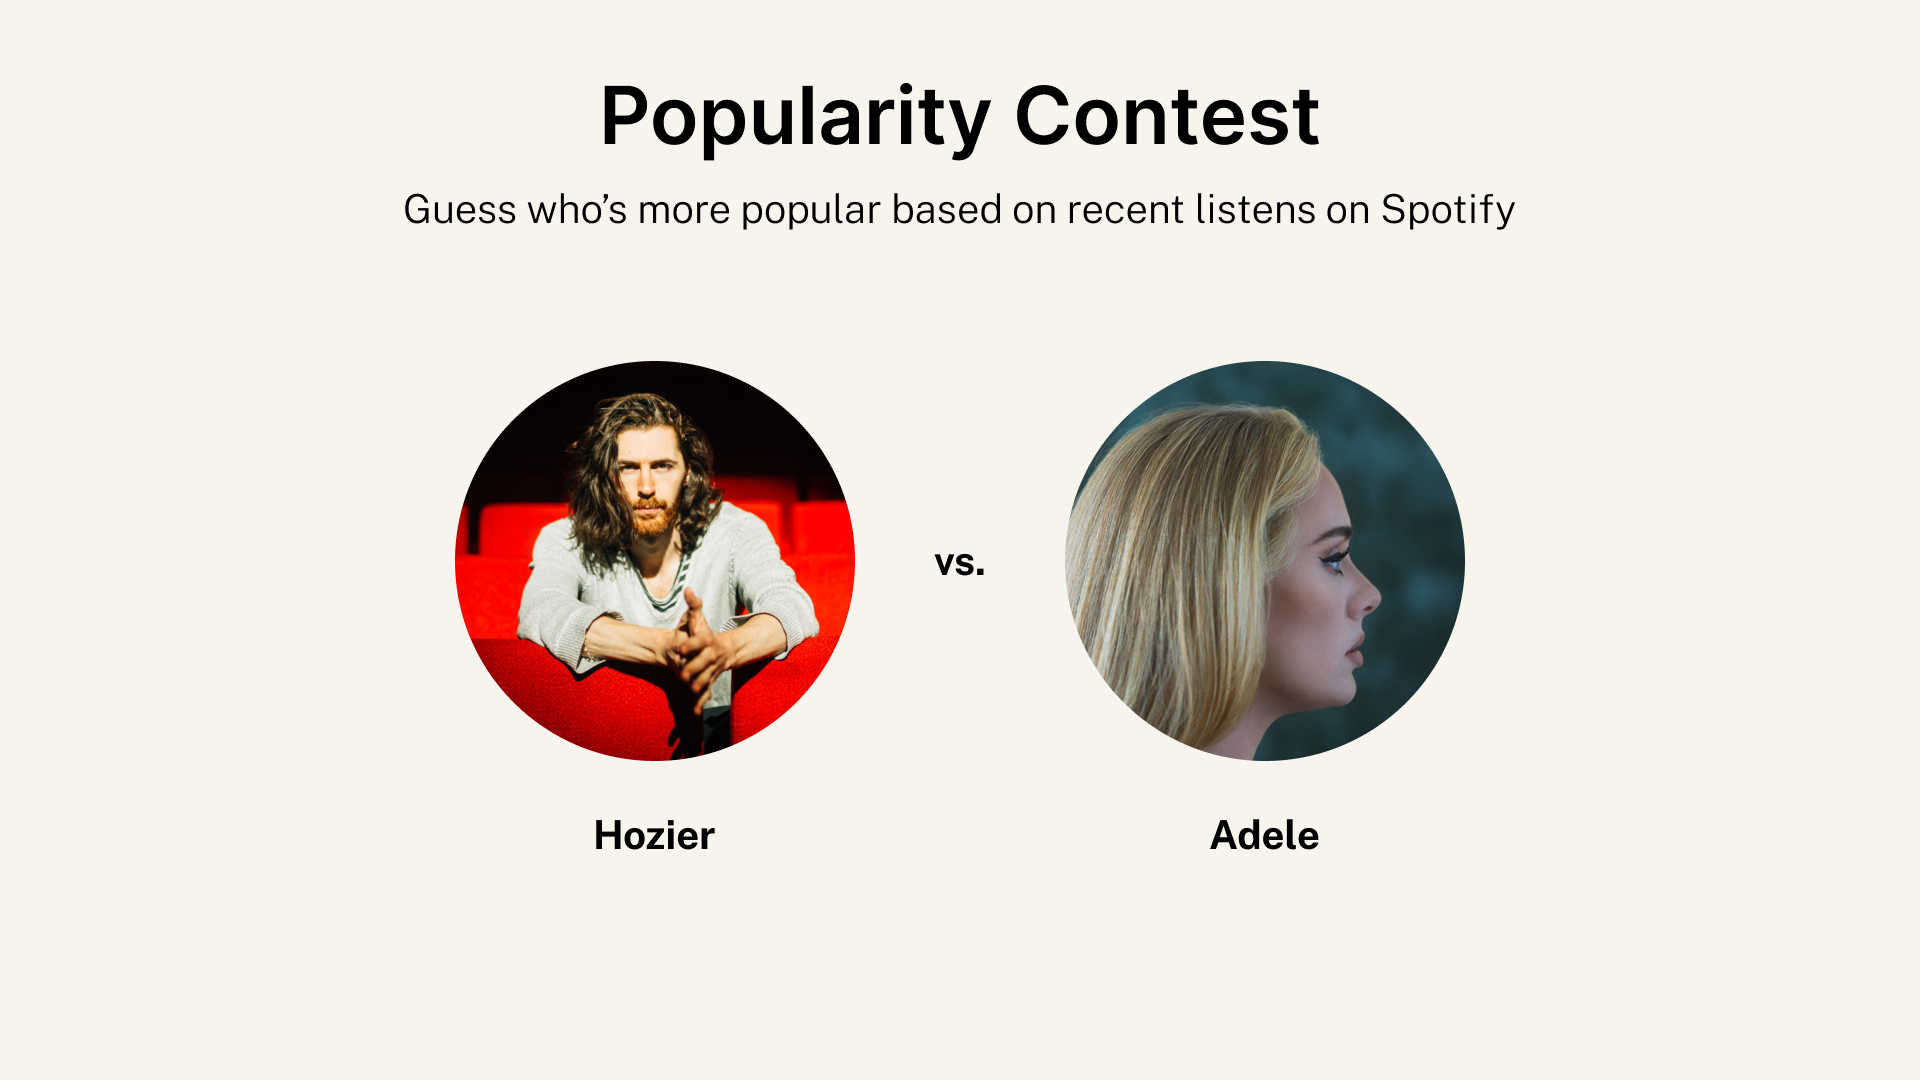 Popularity Contest
Guess who’s more popular based on recent listens on Spotify
vs.
Hozier
Adele